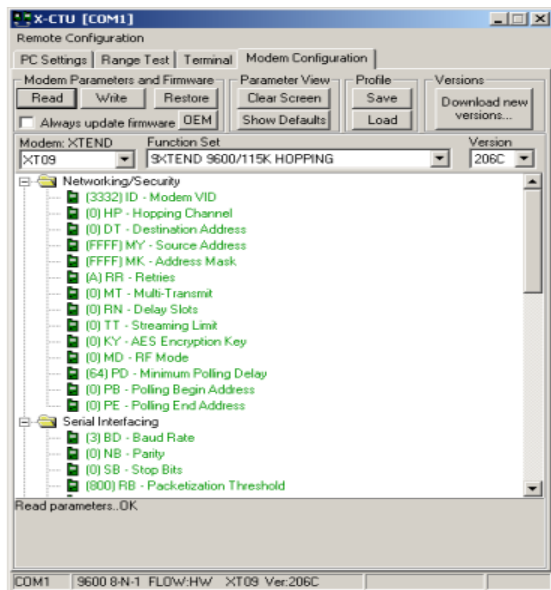 X-CTU [COM1]
Remote Configuration
PC Settings Range Test Terminal Modem Configuration
Modem Parameters and Firmware Parameter View Profile Versions
Read Write Restore Clear Screen Save Download new versions...
Always update firmware OEM Show Defaults Load
Modem: XTEND Function Set Version
XT09 9XTEND 9600/115K HOPPING 206C
Networking/Security
(3332) ID - Modem VID
(0) HP - Hopping Channel
(0) DT - Destination Address
(FFFF) MY - Source Address
(FFFF) MK - Address Mask
(A) RR - Retries
(0) MT - Multi-Transmit
(0) RN - Delay Slots
(0) TT - Streaming Limit
(0) KY - AES Encryption Key
(0) MD - RF Mode
(64) PD - Minimum Polling Delay
(0) PB - Polling Begin Address
(0) PE - Polling End Address
Serial Interfacing
(3) BD - Baud Rate
(0) NB - Parity
(0) SB - Stop Bits
(800) RB - Packetization Threshold
Read parameters..OK
COM1 9600 8-N-1 FLOW:HW XT09 Ver:206C